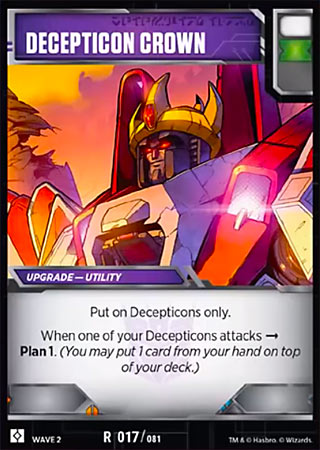 DECEPTICON CROWN
UPGRADE — UTILITY
Put on Decepticons only.
When one of your Decepticons attacks →
Plan 1. (You may put 1 card from your hand on top
of your deck.)
WAVE 2
R 017/081
TM & © Hasbro. © Wizards.